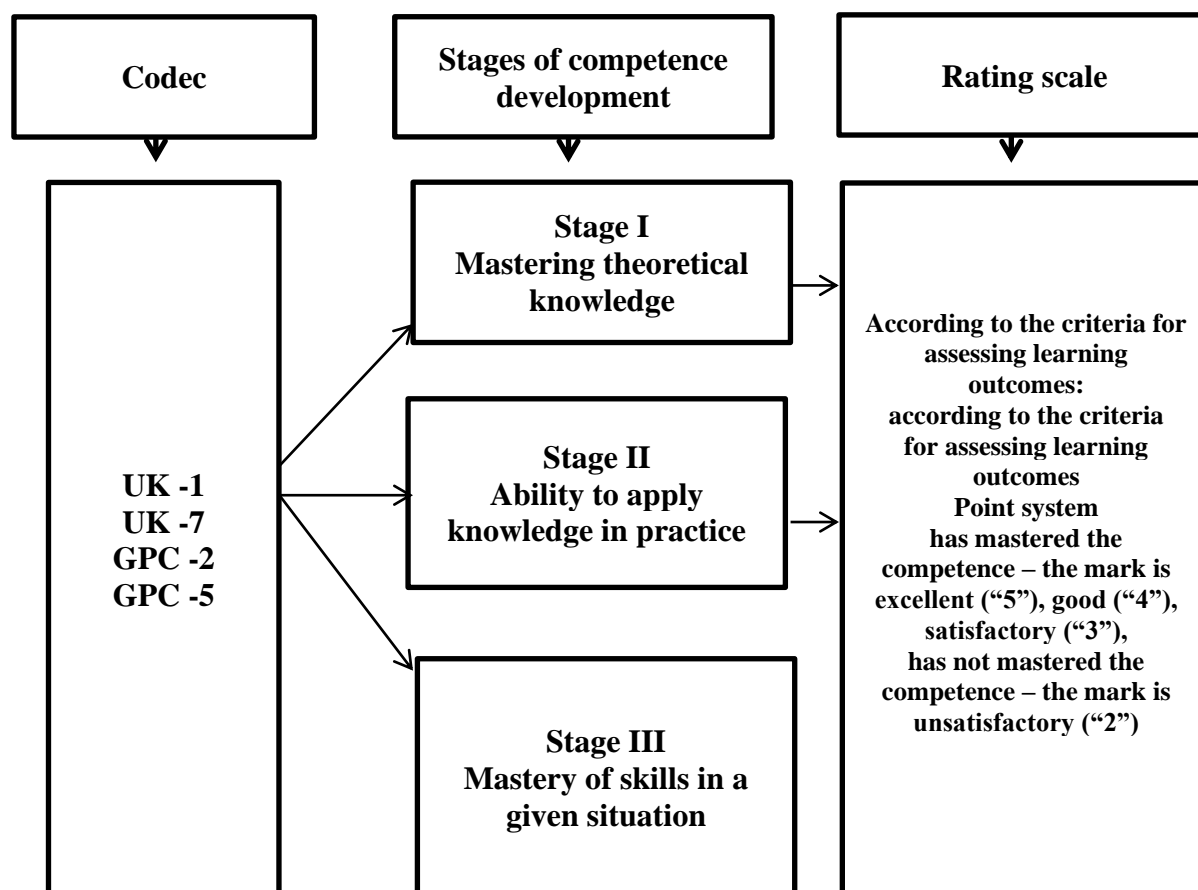 Codec
Stages of competence
development
Rating scale
UK -1
UK -7
GPC -2
GPC -5
Stage I
Mastering theoretical
knowledge
Stage II
Ability to apply
knowledge in practice
Stage III
Mastery of skills in a
given situation
According to the criteria for
assessing learning
outcomes:
according to the criteria
for assessing learning
outcomes
Point system
has mastered the
competence – the mark is
excellent (“5”), good (“4”),
satisfactory (“3”),
has not mastered the
competence – the mark is
unsatisfactory (“2”)